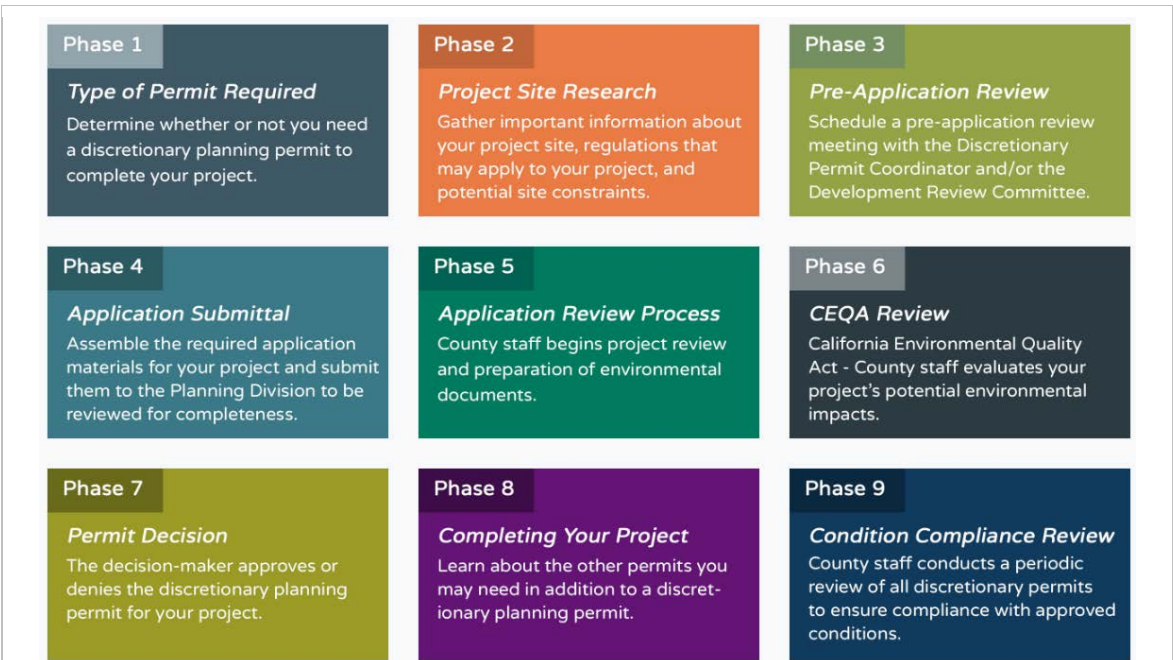 Phase 1
Type of Permit Required
Determine whether or not you need
a discretionary planning permit to
complete your project.
Phase 2
Project Site Research
Gather important information about
your project site, regulations that
may apply to your project, and
potential site constraints.
Phase 3
Pre-Application Review
Schedule a pre-application review
meeting with the Discretionary
Permit Coordinator and/or the
Development Review Committee.
Phase 4
Application Submittal
Assemble the required application
materials for your project and submit
them to the Planning Division to be
reviewed for completeness.
Phase 5
Application Review Process
County staff begins project review
and preparation of environmental
documents.
Phase 6
CEQA Review
California Environmental Quality
Act - County staff evaluates your
project's potential environmental
impacts.
Phase 7
Permit Decision
The decision-maker approves or
denies the discretionary planning
permit for your project.
Phase 8
Completing Your Project
Learn about the other permits you
may need in addition to a discret-
ionary planning permit.
Phase 9
Condition Compliance Review
County staff conducts a periodic
review of all discretionary permits
to ensure compliance with approved
conditions.